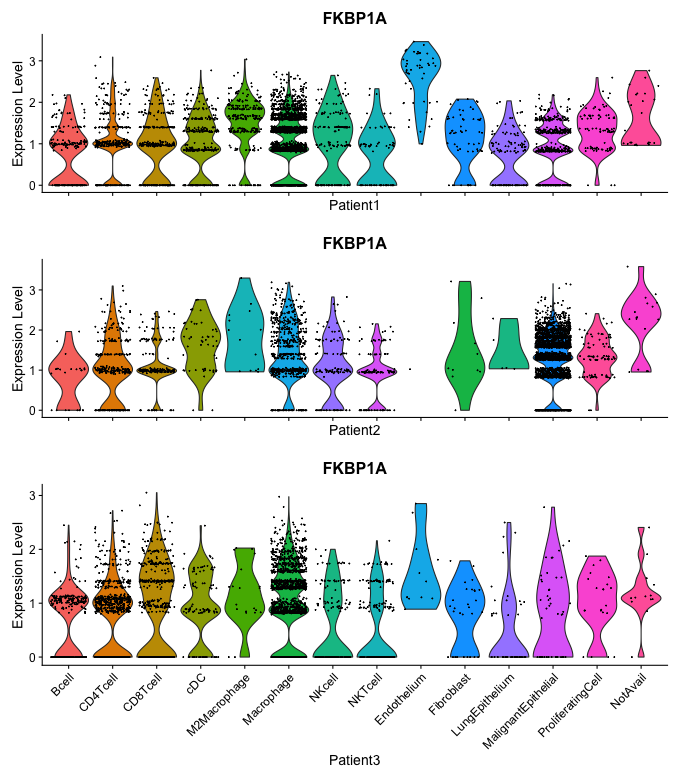 FKBP1A
Expression Level
3
2
1
0
Patient1
FKBP1A
Expression Level
3
2
1
0
Patient2
FKBP1A
Expression Level
3
2
1
0
Bcell
CD4Tcell
CD8Tcell
cDC
M2Macrophage
Macrophage
NKcell
NKTcell
Endothelium
Fibroblast
LungEpithelium
MalignantEpithelial
ProliferatingCell
NotAvail
Patient3